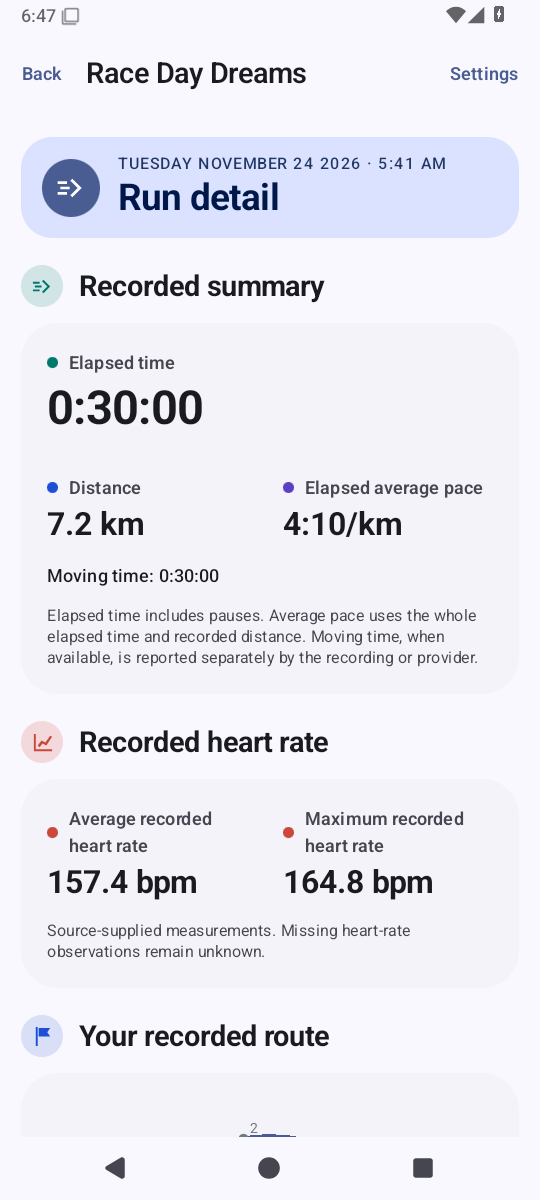 6:47
Back
Race Day Dreams
Settings
TUESDAY NOVEMBER 24 2026 · 5:41 AM
Run detail
Recorded summary
Elapsed time
0:30:00
Distance
Elapsed average pace
7.2 km
4:10/km
Moving time: 0:30:00
Elapsed time includes pauses. Average pace uses the whole
elapsed time and recorded distance. Moving time, when
available, is reported separately by the recording or provider.
Recorded heart rate
Average recorded
heart rate
Maximum recorded
heart rate
157.4 bpm
164.8 bpm
Source-supplied measurements. Missing heart-rate
observations remain unknown.
Your recorded route
2